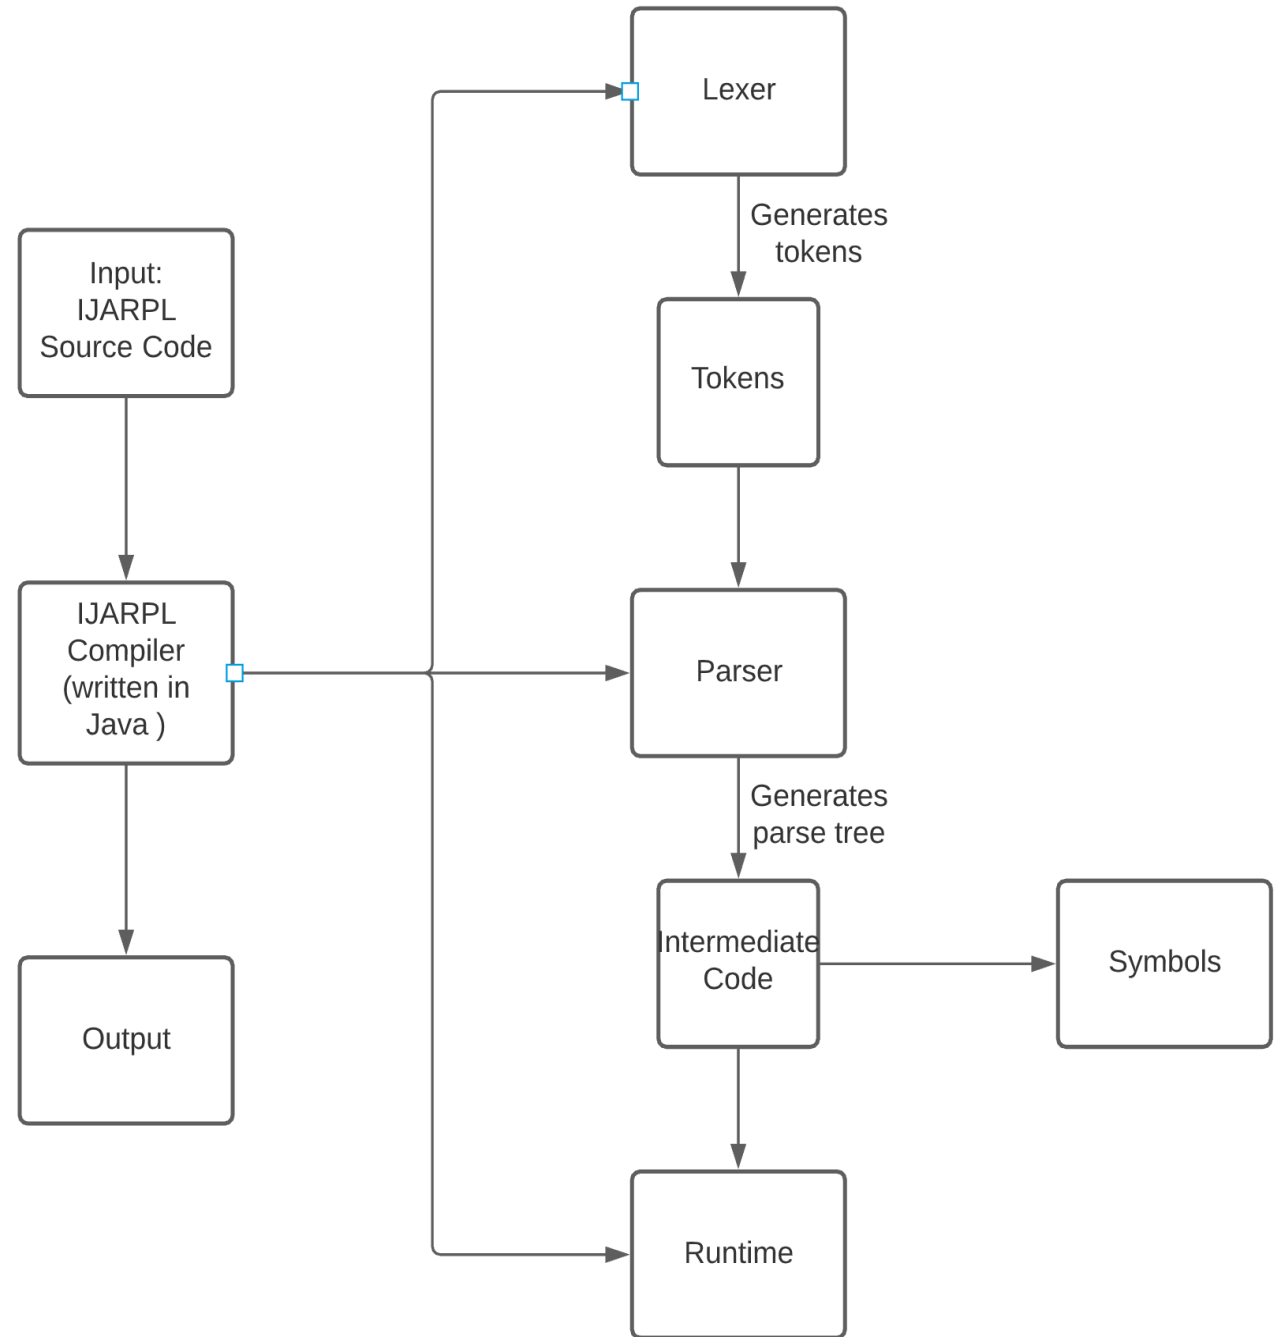 Lexer
Generates
tokens
Input:
IJARPL
Source Code
Tokens
IJARPL
Compiler
(written in
Java )
Parser
Generates
parse tree
Intermediate
Code
Symbols
Output
Runtime